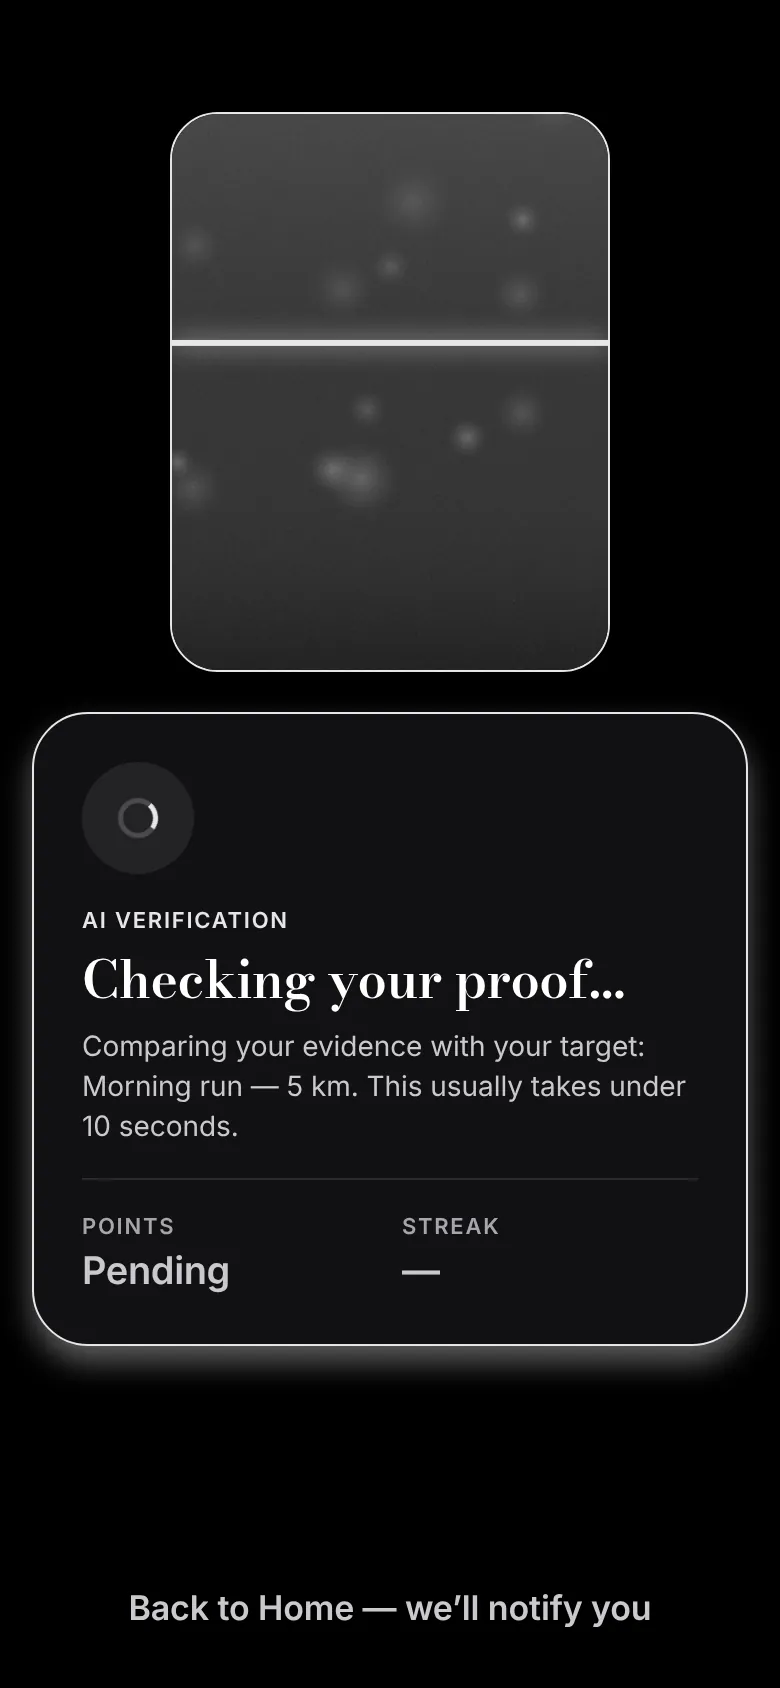 AI VERIFICATION
Checking your proof...
Comparing your evidence with your target:
Morning run — 5 km. This usually takes under
10 seconds.
POINTS STREAK
Pending —
Back to Home — we’ll notify you